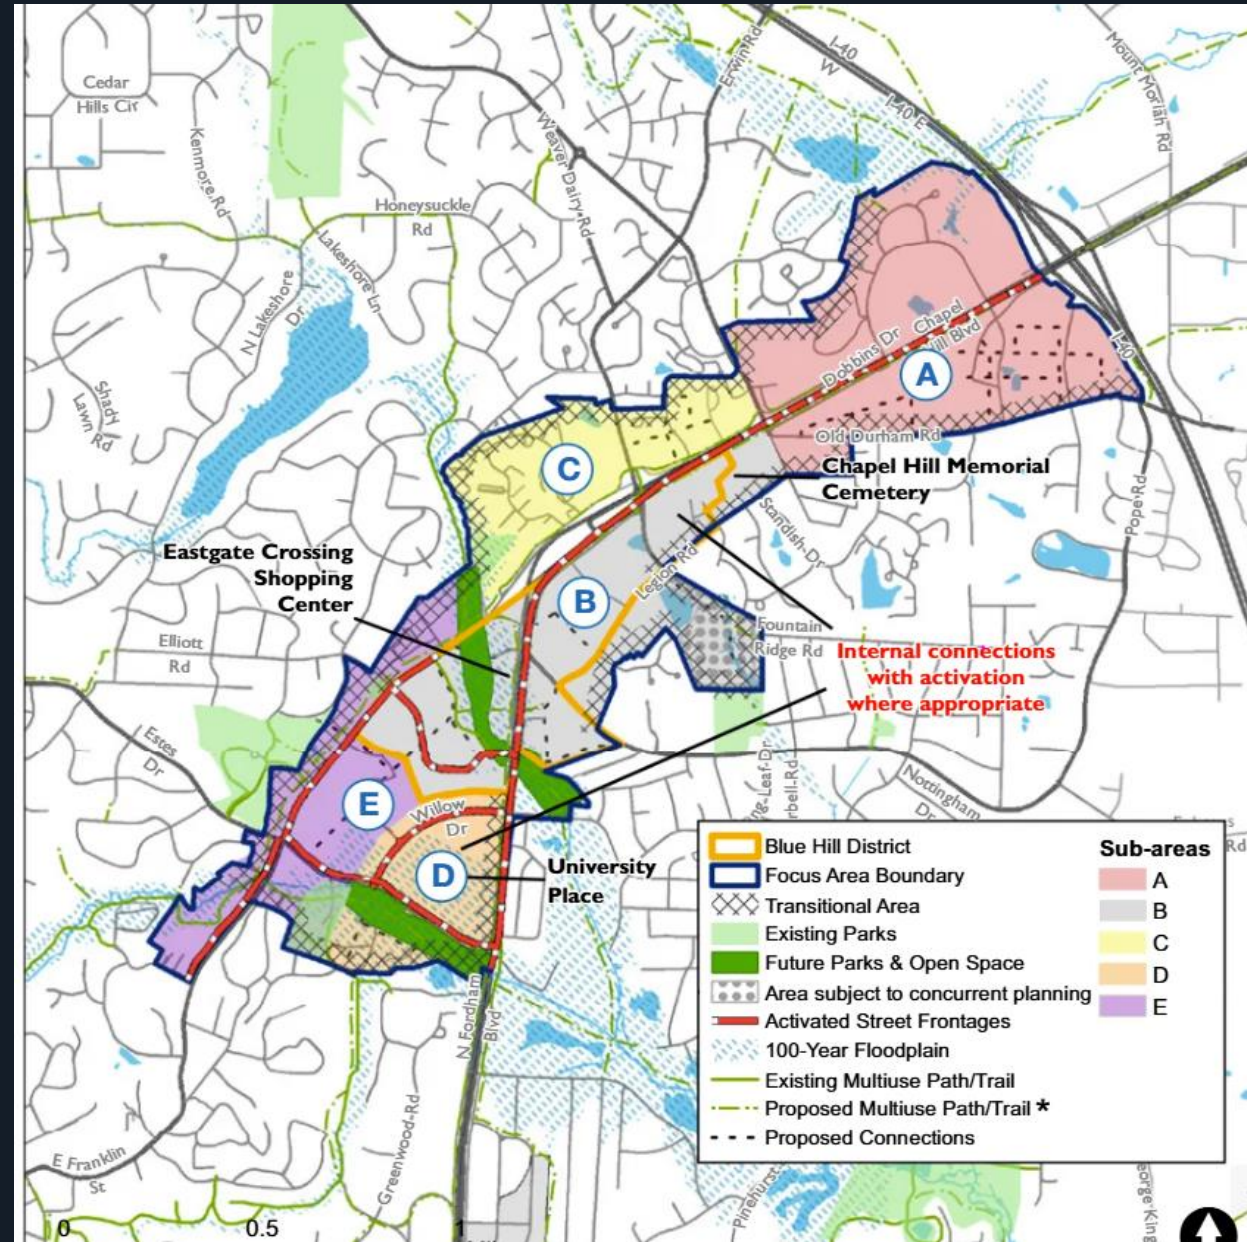 Cedar
Hills Cir
Kenmore Rd
Honeysuckle
Rd
Weaver Dairy Rd
Erwin Rd
I-40
W
I-40 E
Mount Moriah Rd
N Lakeshore
Dr
Lakeshore Ln
Shady
Lawn Rd
Dobbins Dr
Chapel
Hill Blvd
I-40
A
Old Durham Rd
C
Chapel Hill Memorial
Cemetery
Pope Rd
Standish Dr
Eastgate Crossing
Shopping
Center
Legion Rd
B
Fountain
Ridge Rd
Internal connections
with activation
where appropriate
Elliott
Rd
Estes
Dr
E
Willow
Dr
D
University
Place
Nottingham
Dr
Rd
N Fordham
Blvd
Greenwood Rd
E Franklin
St
Pinehurst
Blue Hill District
Focus Area Boundary
Transitional Area
Existing Parks
Future Parks & Open Space
Area subject to concurrent planning
Activated Street Frontages
100-Year Floodplain
Existing Multiuse Path/Trail
Proposed Multiuse Path/Trail *
Proposed Connections
Sub-areas
A
B
C
D
E
0
0.5
1